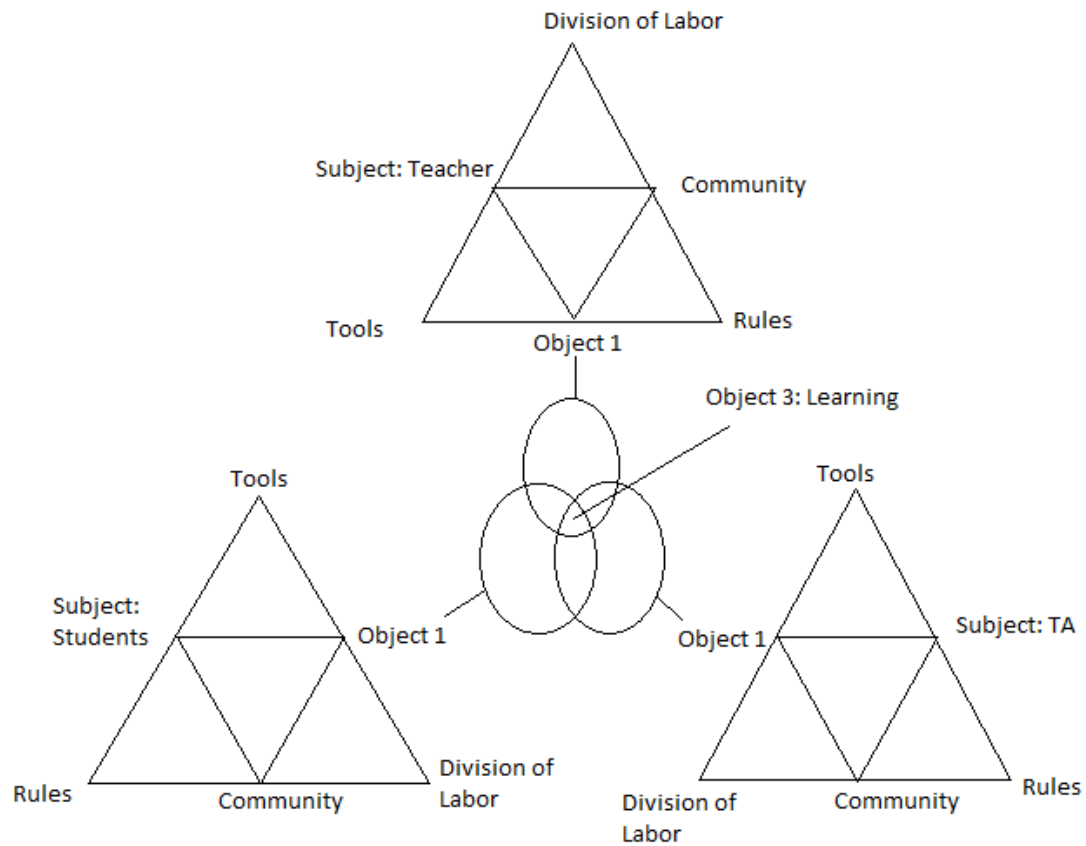 Division of Labor
Subject: Teacher
Community
Tools
Rules
Object 1
Object 3: Learning
Tools
Tools
Subject:
Students
Object 1
Object 1
Subject: TA
Rules
Community
Division of
Labor
Division of
Labor
Community
Rules